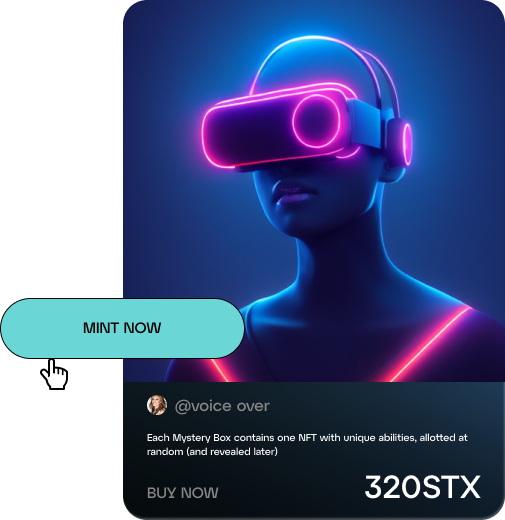 MINT NOW
@voice over
Each Mystery Box contains one NFT with unique abilities, allotted at
random (and revealed later)
BUY NOW
320STX